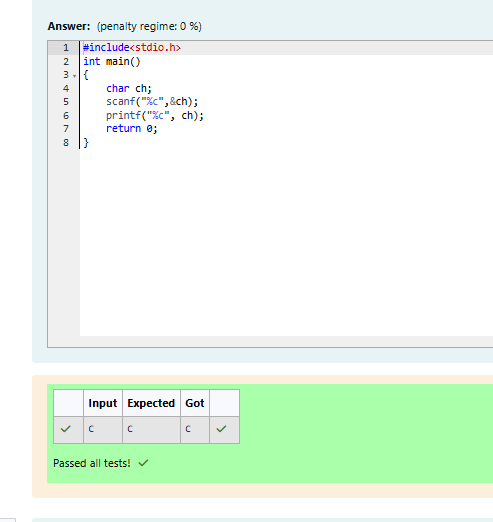 Answer: (penalty regime: 0 %)
1 #include<stdio.h>
2 int main()
3 {
4     char ch;
5     scanf("%c",&ch);
6     printf("%c", ch);
7     return 0;
8 }
Input Expected Got
c c c
Passed all tests!